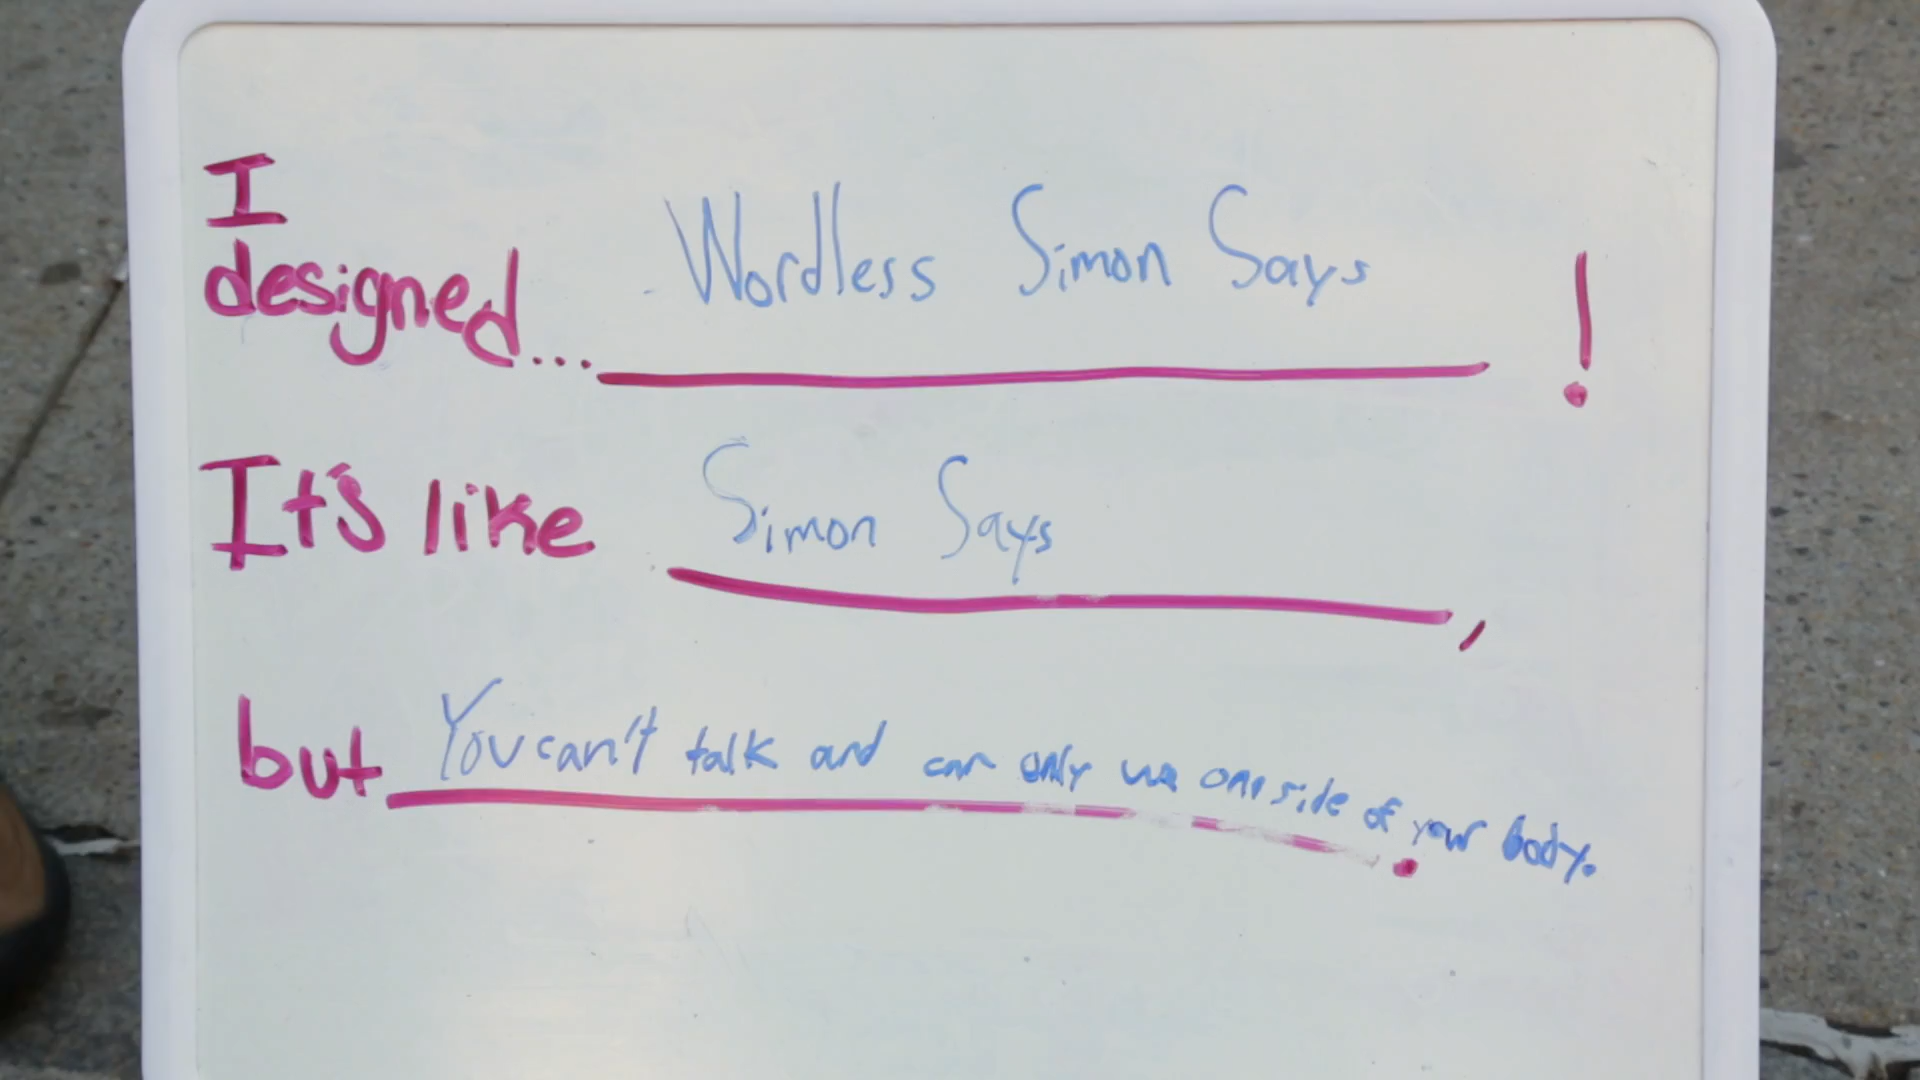 I
designed... Wordless Simon Says !
It's like Simon Says ,
but You can't talk and can only use one side of your body.